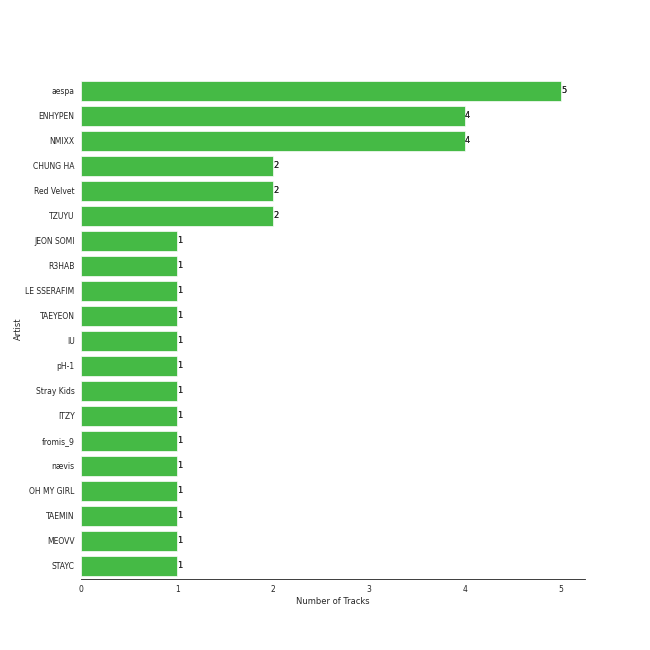 aespa 5
ENHYPEN 4
NMIXX 4
CHUNG HA 2
Red Velvet 2
TZUYU 2
JEON SOMI 1
R3HAB 1
LE SSERAFIM 1
TAEYEON 1
IU 1
pH-1 1
Stray Kids 1
ITZY 1
fromis_9 1
nævis 1
OH MY GIRL 1
TAEMIN 1
MEOVV 1
STAYC 1
Artist
0 1 2 3 4 5
Number of Tracks